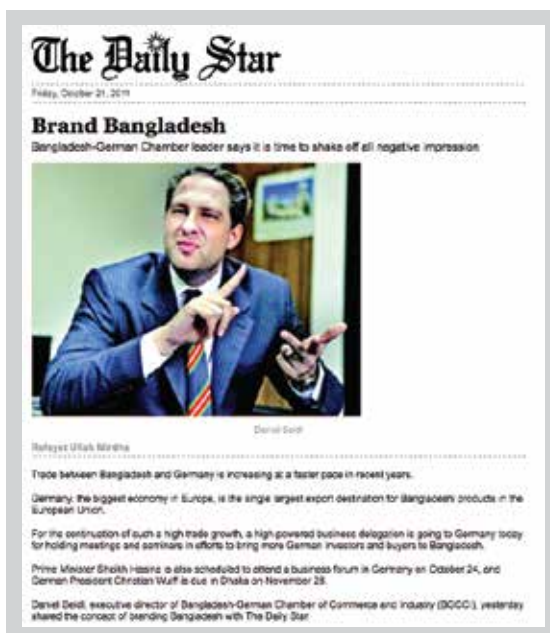 The Daily Star
Friday, October 21, 2011
Brand Bangladesh
Bangladesh-German Chamber leader says it is time to shake off all negative impression
Daniel Seidl
Refayet Ullah Mirdha
Trade between Bangladesh and Germany is increasing at a faster pace in recent years.
Germany, the biggest economy in Europe, is the single largest export destination for Bangladeshi products in the
European Union.
For the continuation of such a high trade growth, a high powered business delegation is going to Germany today
for holding meetings and seminars in efforts to bring more German investors and buyers to Bangladesh.
Prime Minister Sheikh Hasina is also scheduled to attend a business forum in Germany on October 24, and
German President Christian Wulff is due in Dhaka on November 28.
Daniel Seidl, executive director of Bangladesh-German Chamber of Commerce and Industry (BGCCI), yesterday
shared the concept of branding Bangladesh with The Daily Star.